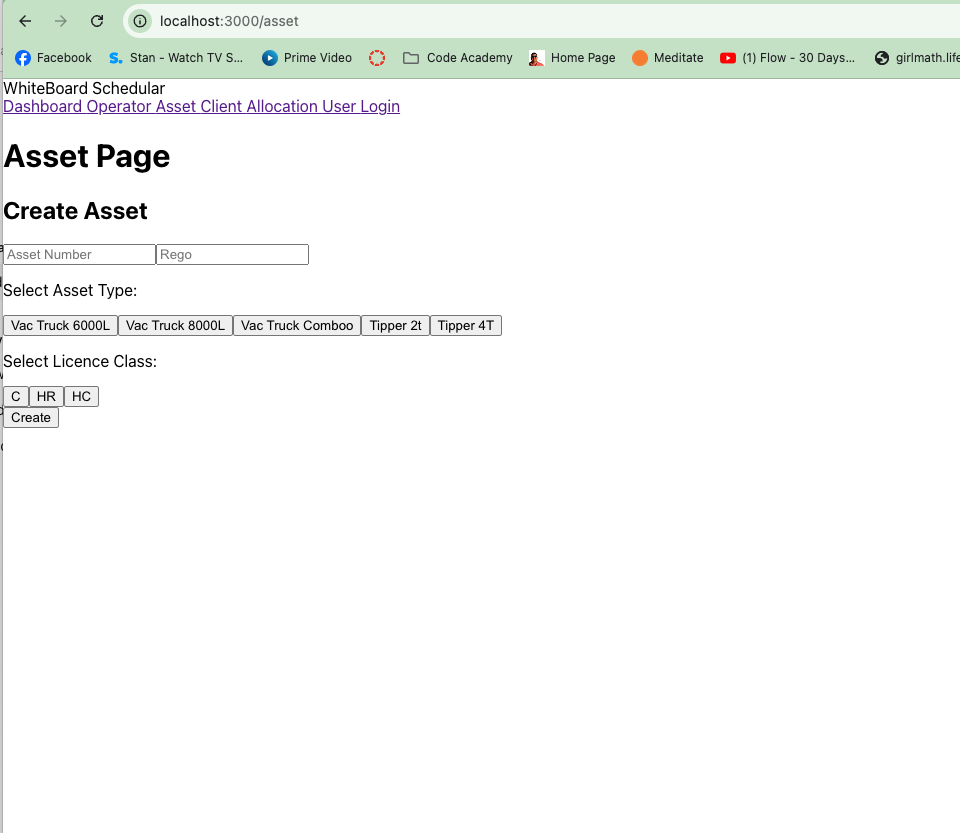 localhost:3000/asset
Facebook Stan - Watch TV S... Prime Video Code Academy Home Page Meditate (1) Flow - 30 Days... girlmath.life
WhiteBoard Schedular
Dashboard Operator Asset Client Allocation User Login
Asset Page
Create Asset
Asset Number Rego
Select Asset Type:
Vac Truck 6000L Vac Truck 8000L Vac Truck Comboo Tipper 2t Tipper 4T
Select Licence Class:
C HR HC
Create